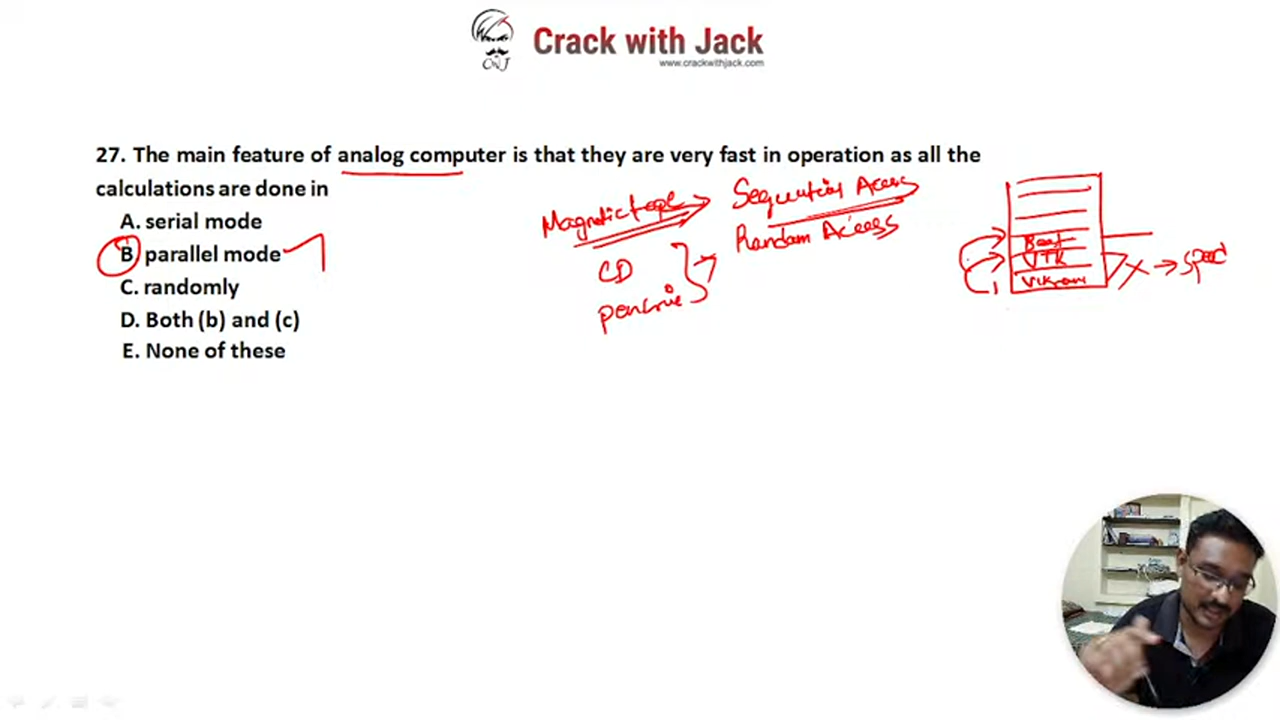 Crack with Jack
www.crackwithjack.com
27. The main feature of analog computer is that they are very fast in operation as all the
calculations are done in
A. serial mode
B. parallel mode
C. randomly
D. Both (b) and (c)
E. None of these
Magnetic tape
Sequential Access
Random Access
CD
VTK
Vikram
Speed